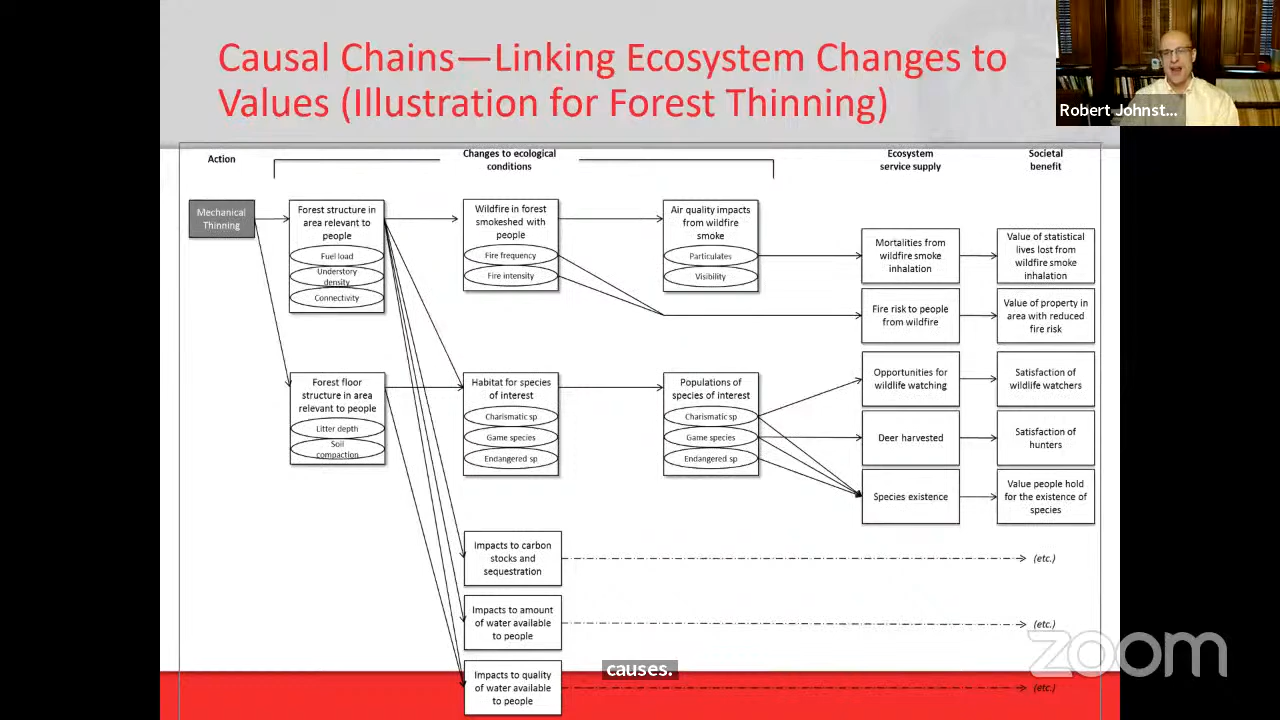 Causal Chains—Linking Ecosystem Changes to
Values (Illustration for Forest Thinning)
Robert Johnst...
Action
Changes to ecological
conditions
Ecosystem
service supply
Societal
benefit
Mechanical
Thinning
Forest structure in
area relevant to
people
Fuel load
Understory
density
Connectivity
Wildfire in forest
smokeshed with
people
Fire frequency
Fire intensity
Air quality impacts
from wildfire
smoke
Particulates
Visibility
Mortalities from
wildfire smoke
inhalation
Value of statistical
lives lost from
wildfire smoke
inhalation
Fire risk to people
from wildfire
Value of property in
area with reduced
fire risk
Forest floor
structure in area
relevant to people
Litter depth
Soil
compaction
Habitat for species
of interest
Charismatic sp
Game species
Endangered sp
Populations of
species of interest
Charismatic sp
Game species
Endangered sp
Opportunities for
wildlife watching
Satisfaction of
wildlife watchers
Deer harvested
Satisfaction of
hunters
Species existence
Value people hold
for the existence of
species
Impacts to carbon
stocks and
sequestration
(etc.)
Impacts to amount
of water available
to people
(etc.)
Impacts to quality
of water available
to people
(etc.)
causes.
zoom